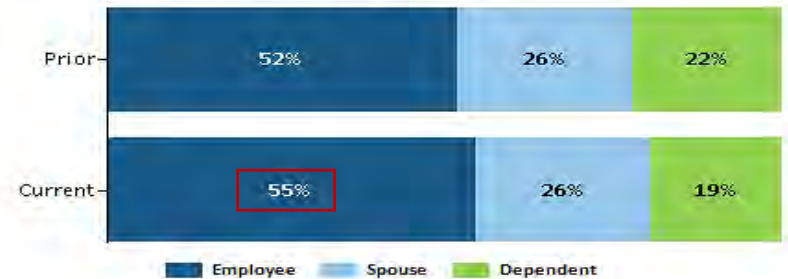 Prior 52% 26% 22%
Current 55% 26% 19%
Employee Spouse Dependent